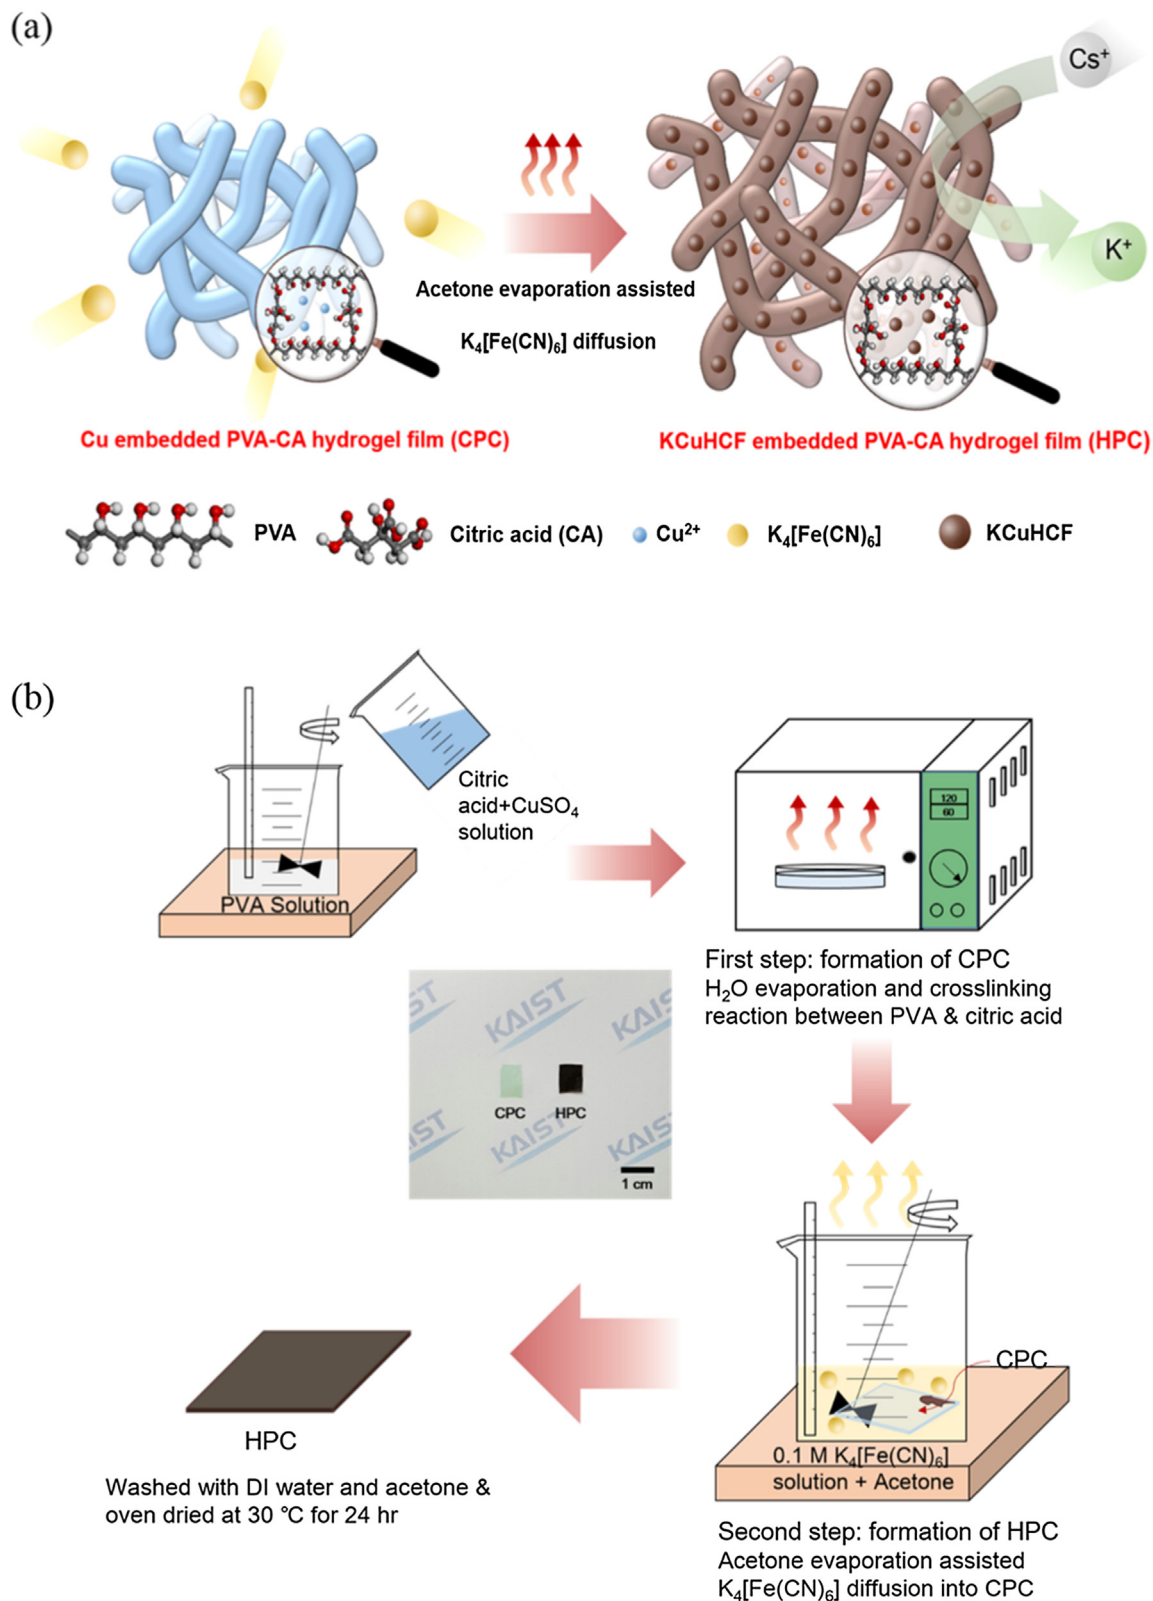 (a)
Cs⁺
K⁺
Acetone evaporation assisted
K₄[Fe(CN)₆] diffusion
Cu embedded PVA-CA hydrogel film (CPC)
KCuHCF embedded PVA-CA hydrogel film (HPC)
PVA
Citric acid (CA)
Cu²⁺
K₄[Fe(CN)₆]
KCuHCF
(b)
Citric
acid+CuSO₄
solution
PVA Solution
120
60
First step: formation of CPC
H₂O evaporation and crosslinking
reaction between PVA & citric acid
KAIST
KAIST
KAIST
CPC
HPC
KAIST
KAIST
KAIST
1 cm
CPC
0.1 M K₄[Fe(CN)₆]
solution + Acetone
HPC
Washed with DI water and acetone &
oven dried at 30 ℃ for 24 hr
Second step: formation of HPC
Acetone evaporation assisted
K₄[Fe(CN)₆] diffusion into CPC